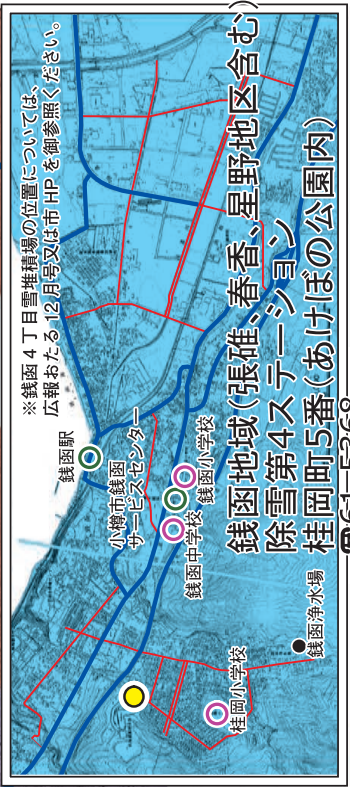 ※銭函4丁目雪堆積場の位置については、
広報おたる12月号又は市HPを御参照ください。
銭函駅
小樽市銭函
サービスセンター
銭函小学校
銭函中学校
桂岡小学校
銭函浄水場
銭函地域(張碓、春香、星野地区含む)
除雪第4ステーション
桂岡町5番(あけぼの公園内)
☎61-5368